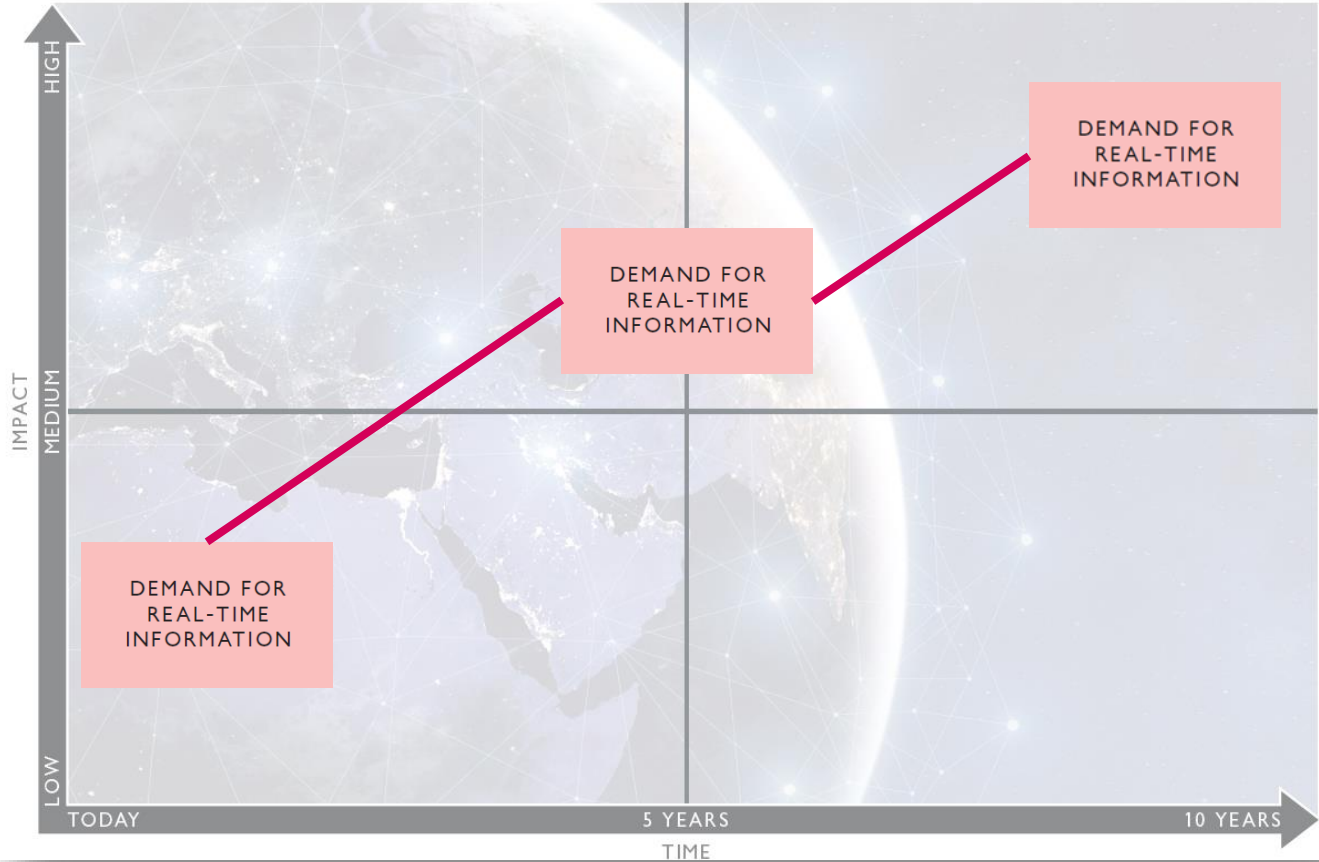 HIGH
DEMAND FOR
REAL-TIME
INFORMATION
DEMAND FOR
REAL-TIME
INFORMATION
IMPACT
MEDIUM
DEMAND FOR
REAL-TIME
INFORMATION
LOW
TODAY
5 YEARS
10 YEARS
TIME